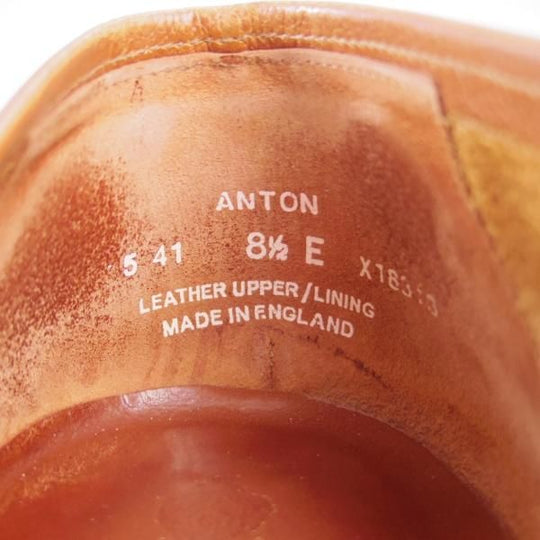 ANTON
5 41 8½ E
LEATHER UPPER/LINING
MADE IN ENGLAND